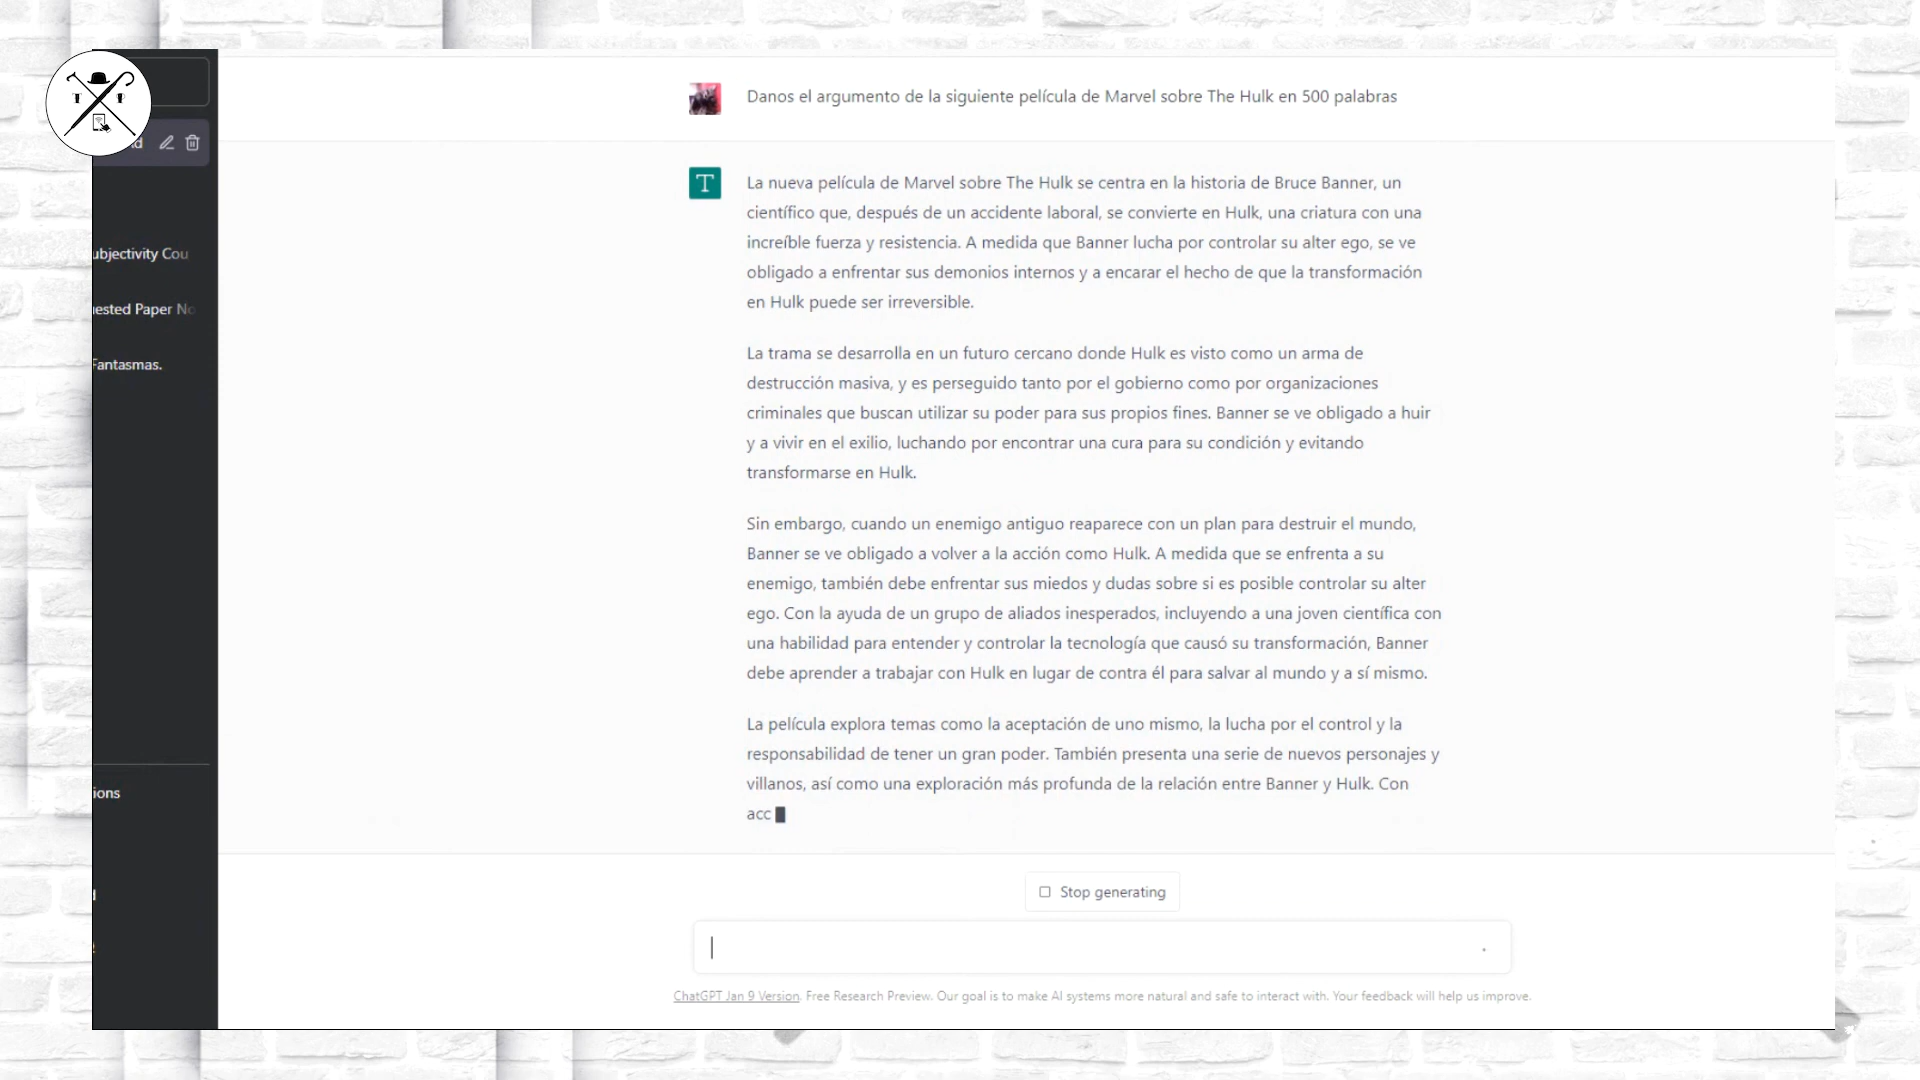 T P
Danos el argumento de la siguiente película de Marvel sobre The Hulk en 500 palabras
T
La nueva película de Marvel sobre The Hulk se centra en la historia de Bruce Banner, un
científico que, después de un accidente laboral, se convierte en Hulk, una criatura con una
increíble fuerza y resistencia. A medida que Banner lucha por controlar su alter ego, se ve
obligado a enfrentar sus demonios internos y a encarar el hecho de que la transformación
en Hulk puede ser irreversible.
La trama se desarrolla en un futuro cercano donde Hulk es visto como un arma de
destrucción masiva, y es perseguido tanto por el gobierno como por organizaciones
criminales que buscan utilizar su poder para sus propios fines. Banner se ve obligado a huir
y a vivir en el exilio, luchando por encontrar una cura para su condición y evitando
transformarse en Hulk.
Sin embargo, cuando un enemigo antiguo reaparece con un plan para destruir el mundo,
Banner se ve obligado a volver a la acción como Hulk. A medida que se enfrenta a su
enemigo, también debe enfrentar sus miedos y dudas sobre si es posible controlar su alter
ego. Con la ayuda de un grupo de aliados inesperados, incluyendo a una joven científica con
una habilidad para entender y controlar la tecnología que causó su transformación, Banner
debe aprender a trabajar con Hulk en lugar de contra él para salvar al mundo y a sí mismo.
La película explora temas como la aceptación de uno mismo, la lucha por el control y la
responsabilidad de tener un gran poder. También presenta una serie de nuevos personajes y
villanos, así como una exploración más profunda de la relación entre Banner y Hulk. Con
acc
ubjectivity Cou
ested Paper No
Fantasmas.
ions
Stop generating
ChatGPT Jan 9 Version. Free Research Preview. Our goal is to make AI systems more natural and safe to interact with. Your feedback will help us improve.